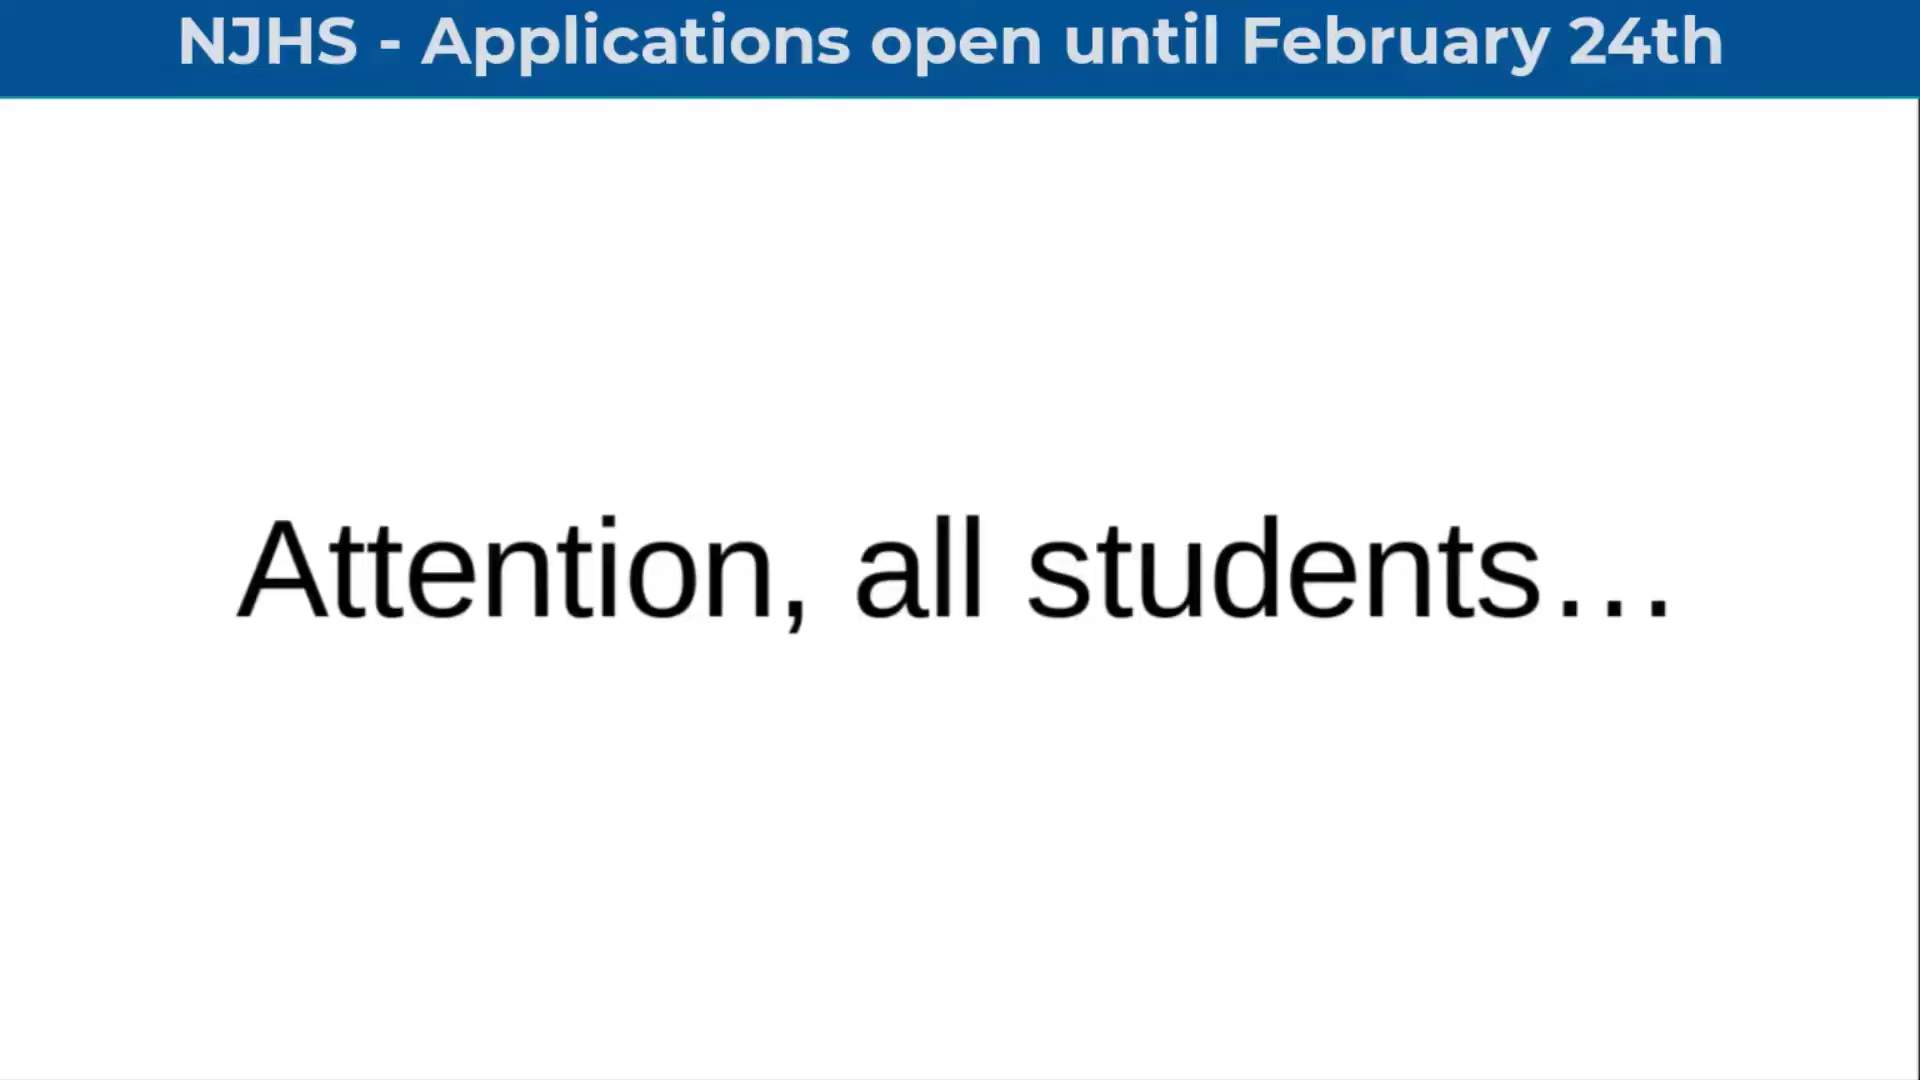 NJHS - Applications open until February 24th
Attention, all students...